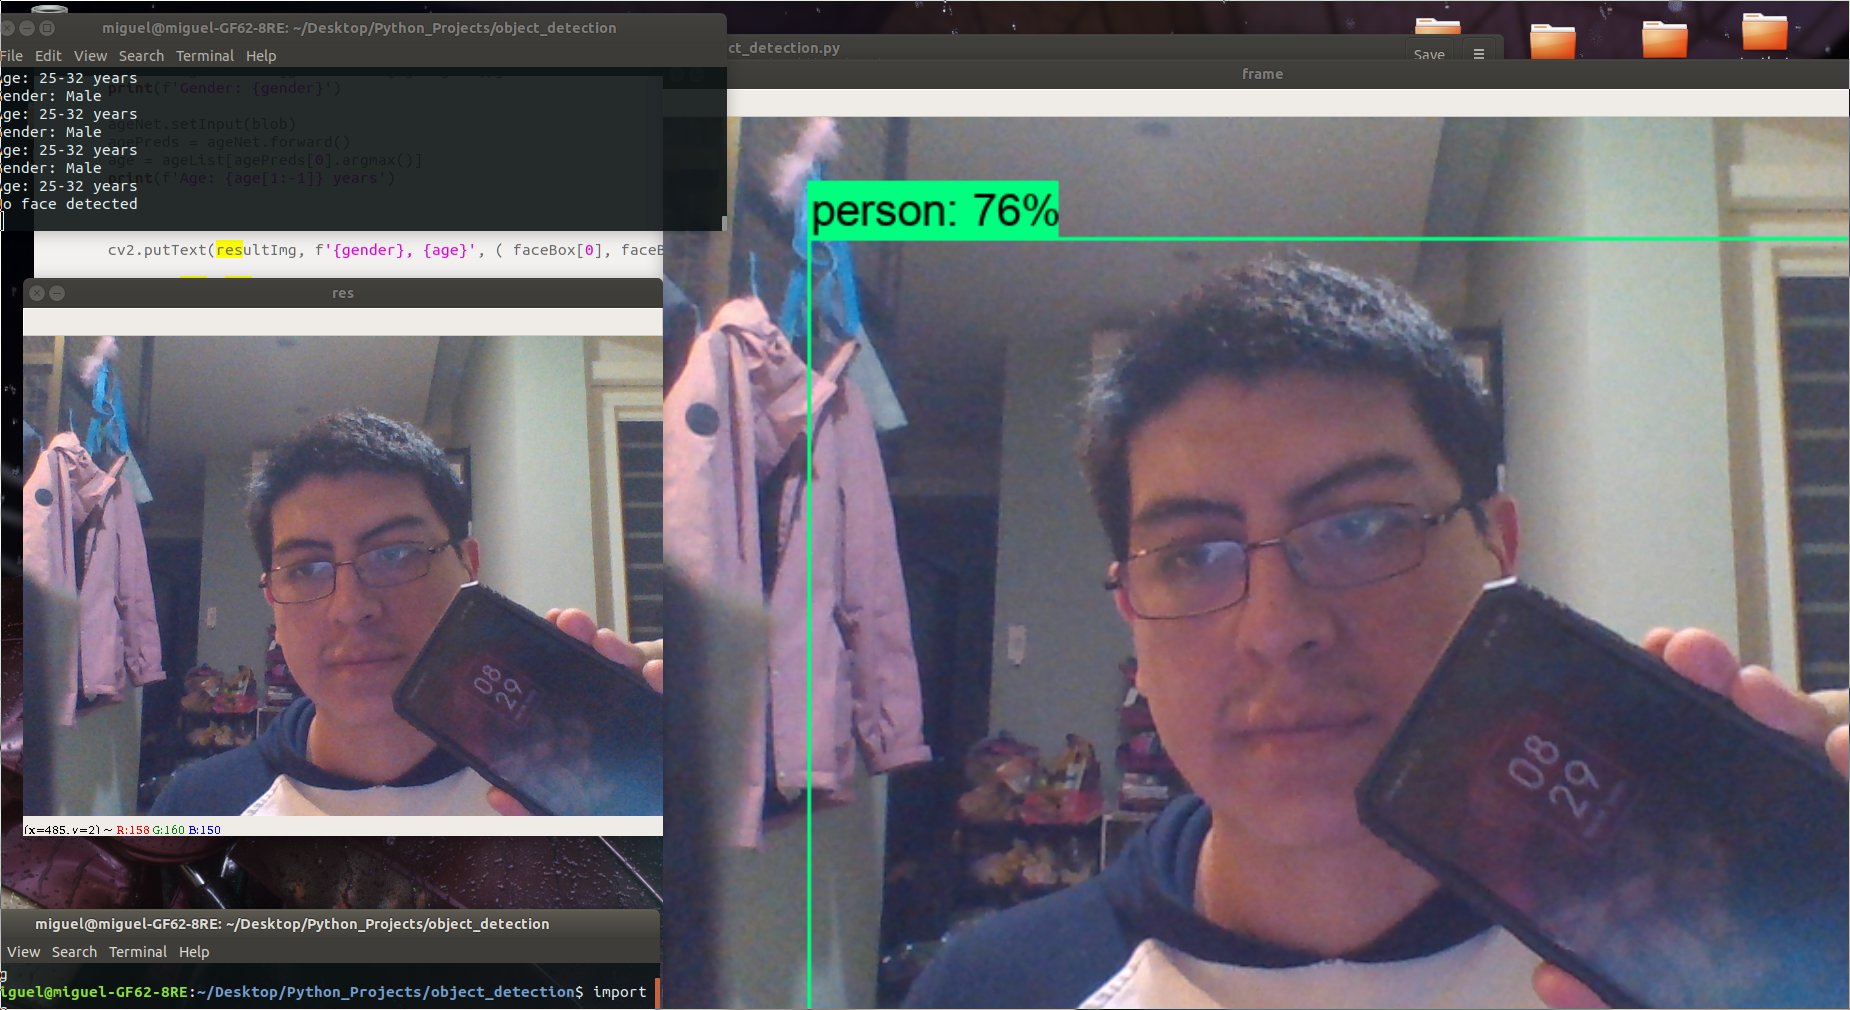 miguel@miguel-GF62-8RE: ~/Desktop/Python_Projects/object_detection
File Edit View Search Terminal Help
ge: 25-32 years
ender: Male
ge: 25-32 years
ender: Male
ge: 25-32 years
ender: Male
ge: 25-32 years
o face detected
print(f'Gender: {gender}')
ageNet.setInput(blob)
agePreds = ageNet.forward()
age = ageList[agePreds[0].argmax()]
print(f'Age: {age[1:-1]} years')
cv2.putText(resultImg, f'{gender}, {age}', ( faceBox[0], faceB
ct_detection.py
Save
frame
person: 76%
08
29
res
08
29
(x=485, y=2) ~ R:158 G:160 B:150
miguel@miguel-GF62-8RE: ~/Desktop/Python_Projects/object_detection
View Search Terminal Help
g
iguel@miguel-GF62-8RE:~/Desktop/Python_Projects/object_detection$ import